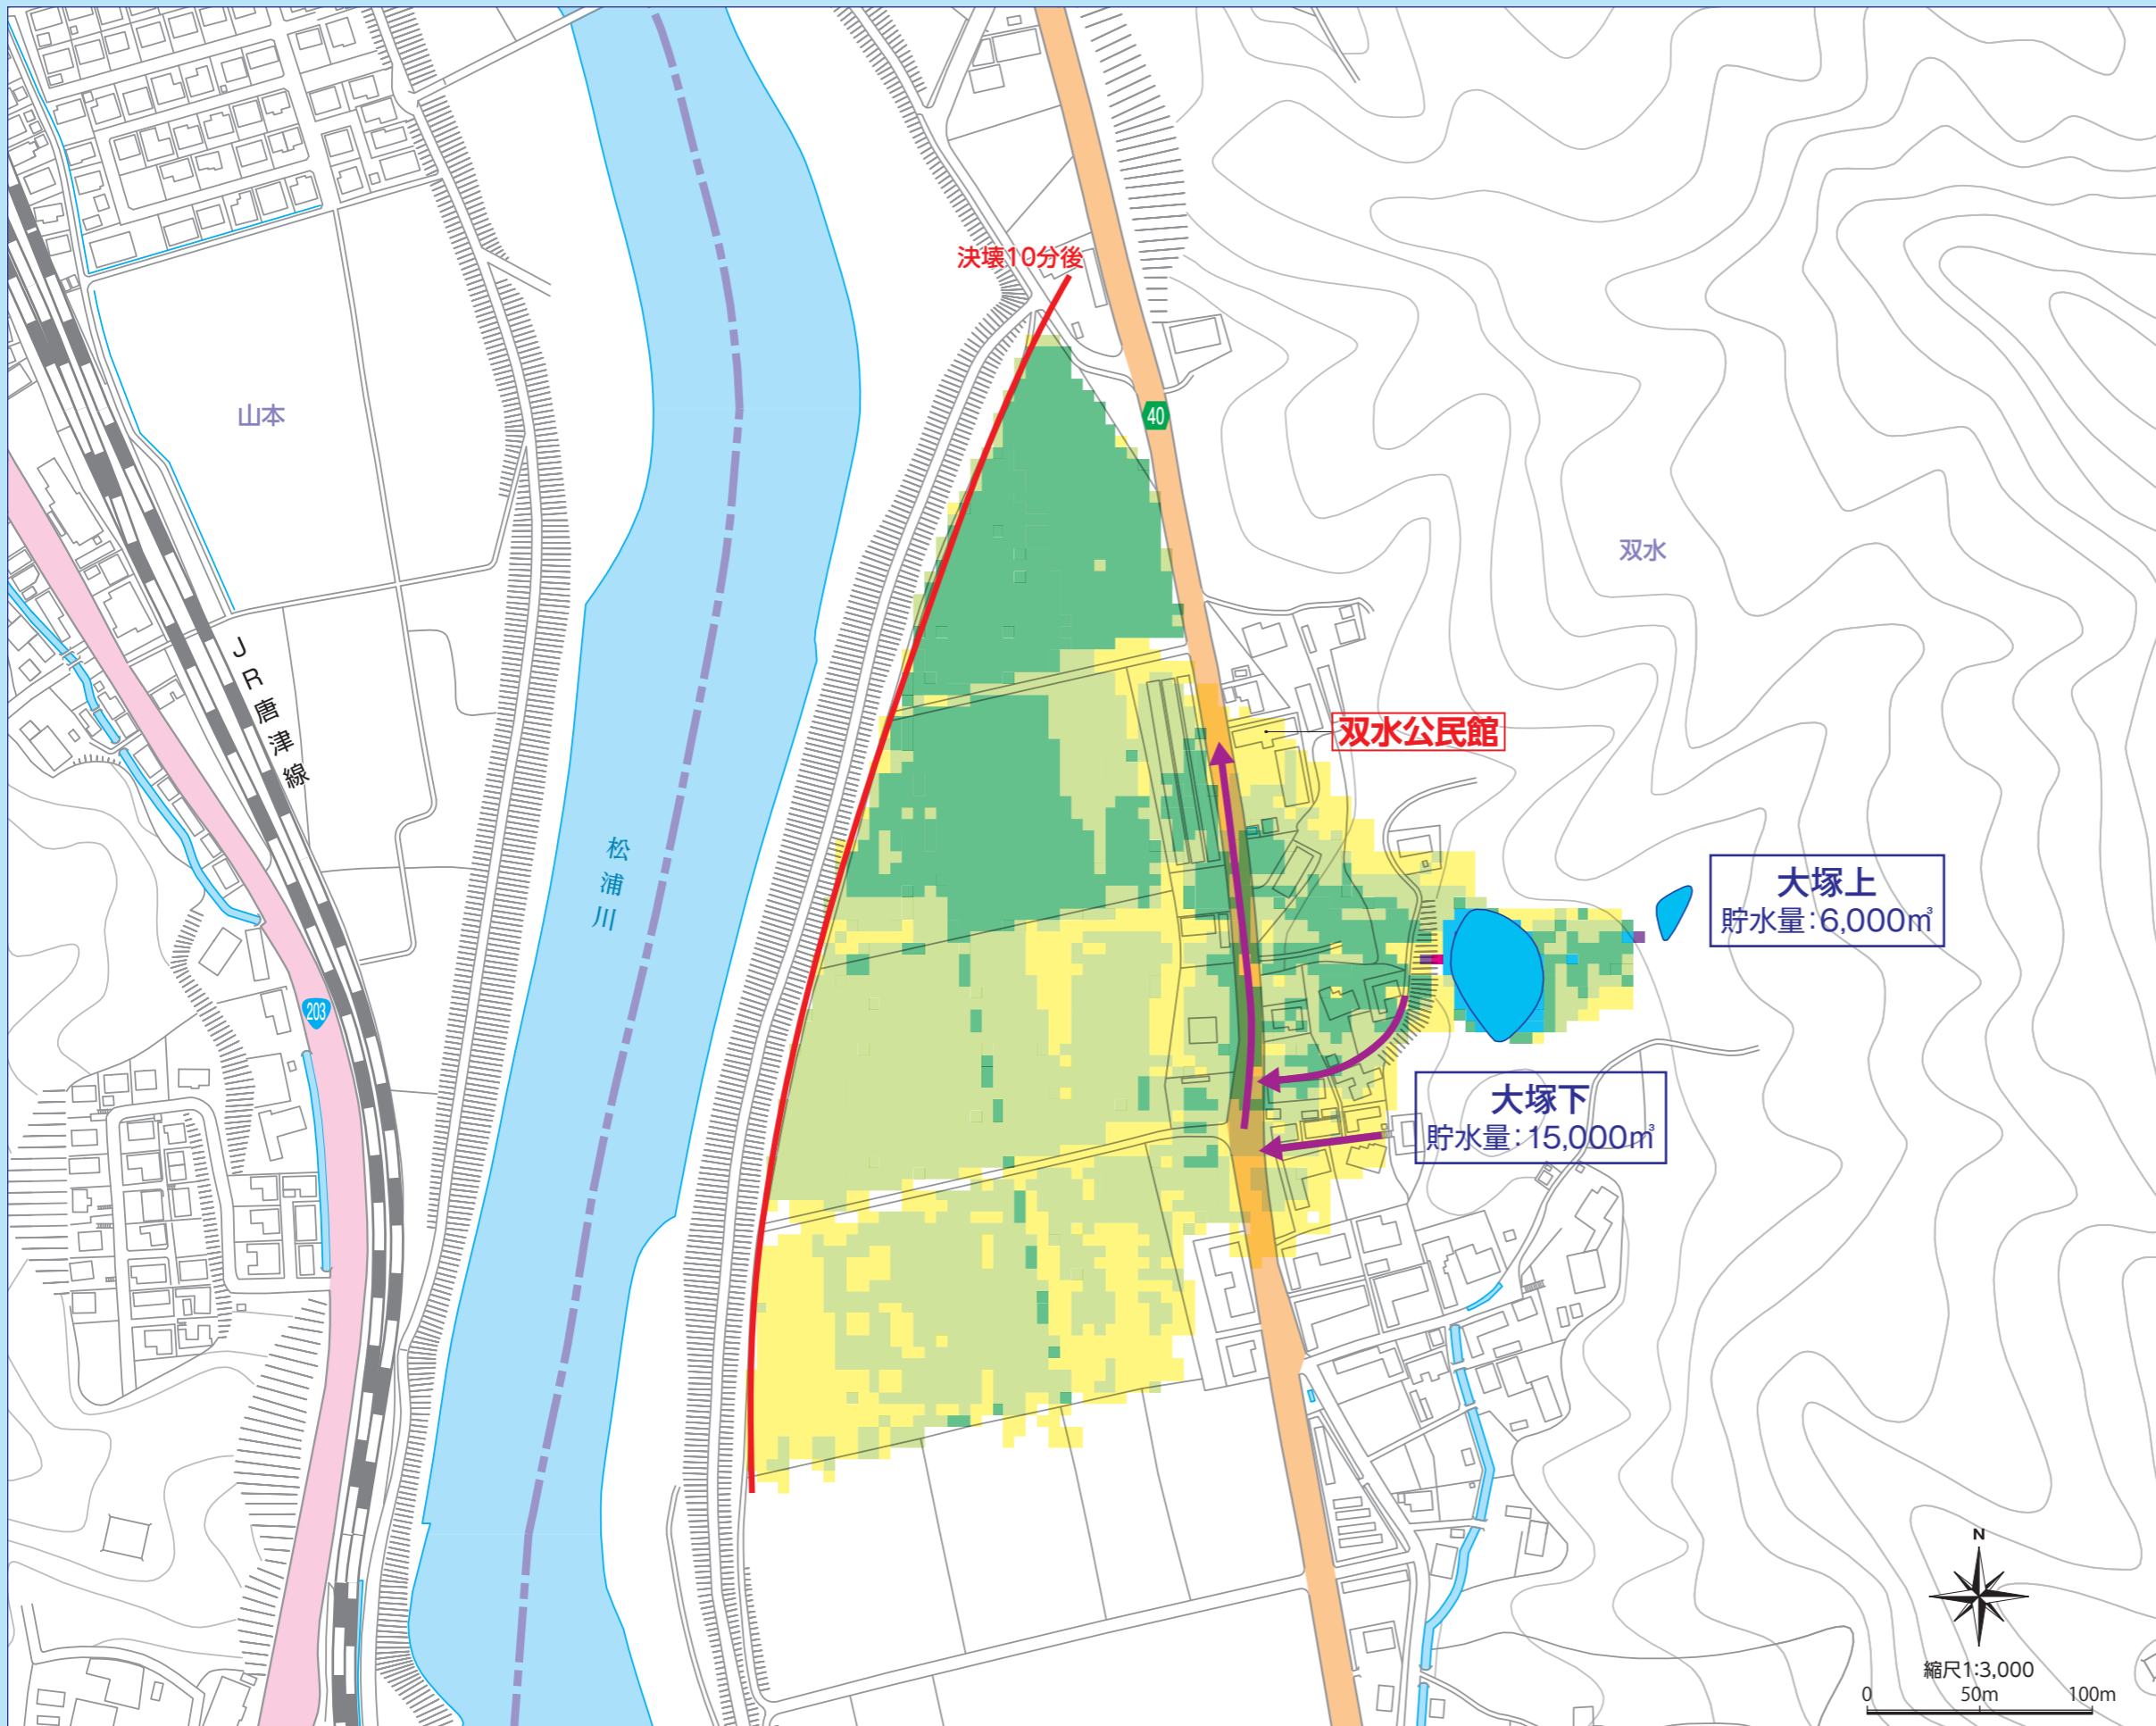 決壊10分後
40
山本
双水
JR唐津線
双水公民館
松浦川
大塚上
貯水量:6,000㎥
203
大塚下
貯水量:15,000㎥
N
縮尺1:3,000
0 50m 100m